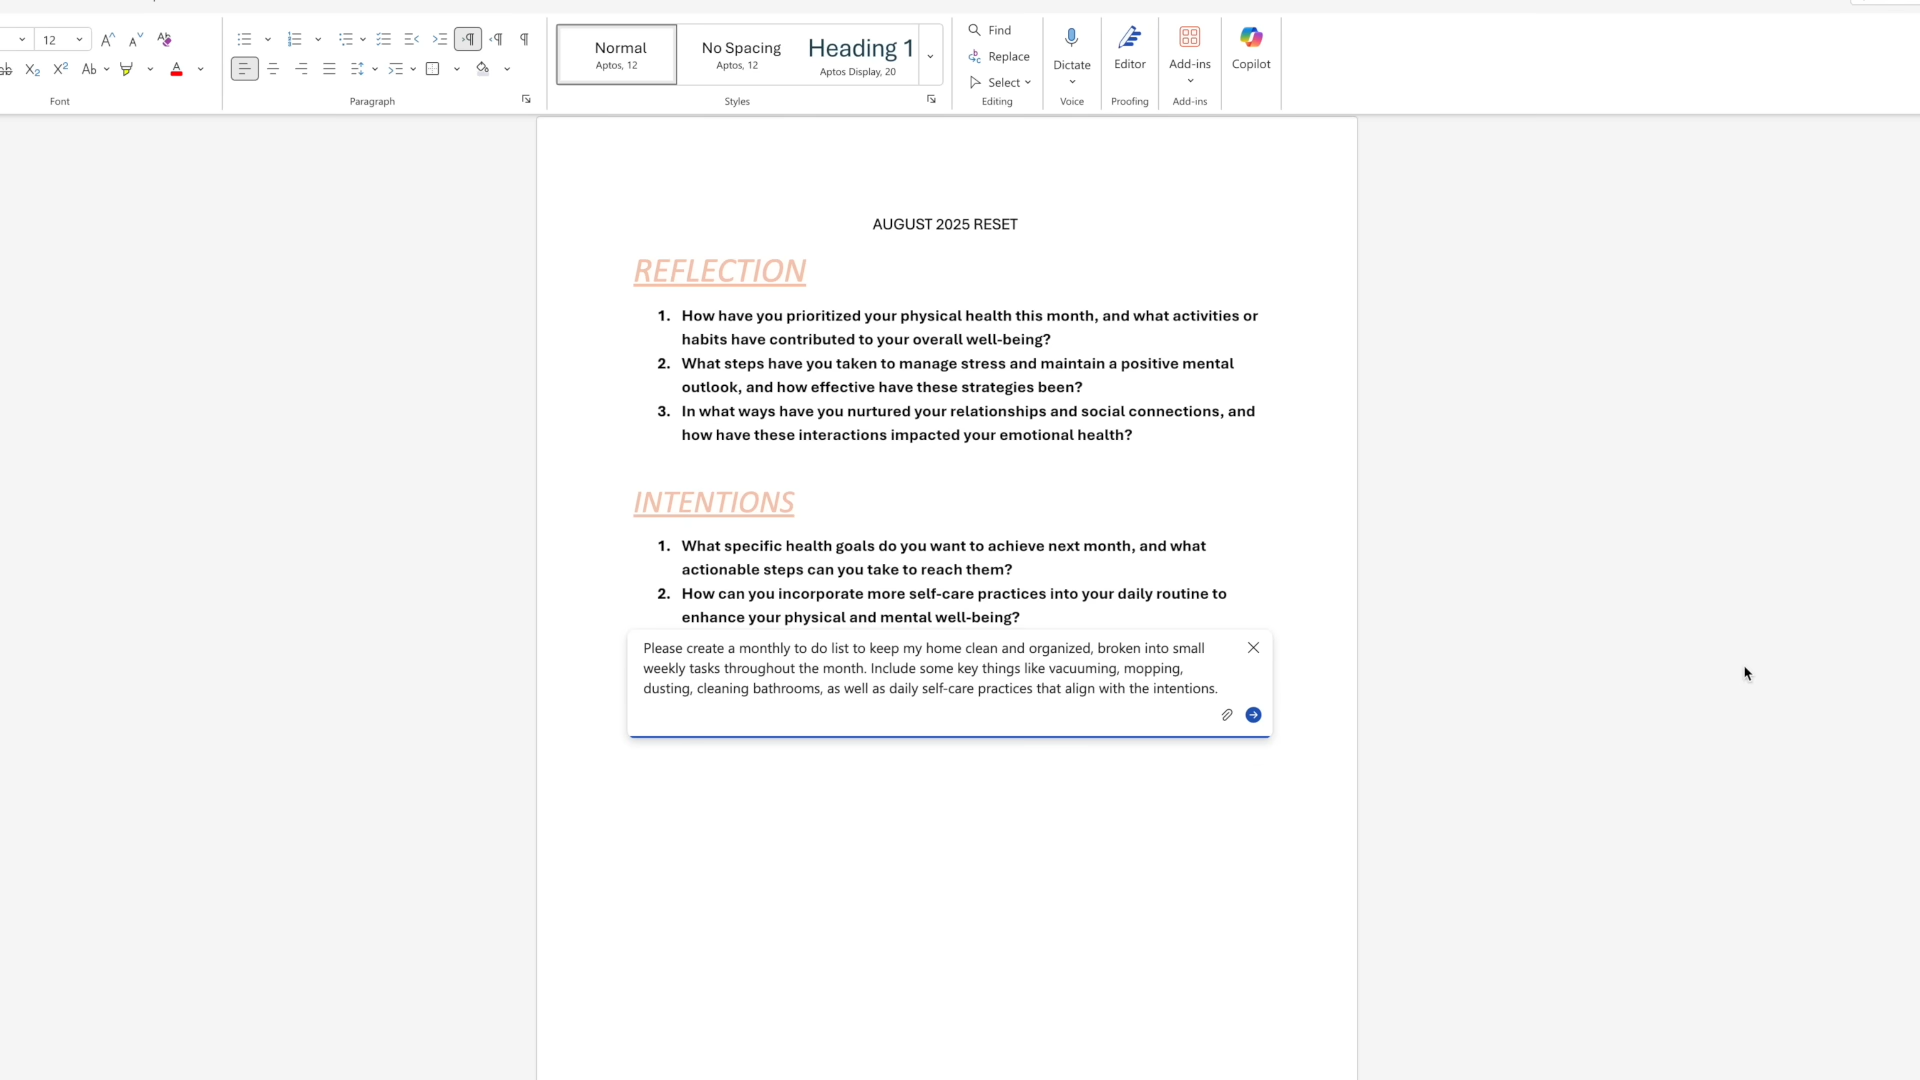 12
A^
A˅
ab
X₂
X²
Ab
A
Font
Paragraph
Normal
Aptos, 12
No Spacing
Aptos, 12
Heading 1
Aptos Display, 20
Styles
Find
Replace
Select
Editing
Dictate
Voice
Editor
Proofing
Add-ins
Add-ins
Copilot
AUGUST 2025 RESET
REFLECTION
1. How have you prioritized your physical health this month, and what activities or
habits have contributed to your overall well-being?
2. What steps have you taken to manage stress and maintain a positive mental
outlook, and how effective have these strategies been?
3. In what ways have you nurtured your relationships and social connections, and
how have these interactions impacted your emotional health?
INTENTIONS
1. What specific health goals do you want to achieve next month, and what
actionable steps can you take to reach them?
2. How can you incorporate more self-care practices into your daily routine to
enhance your physical and mental well-being?
Please create a monthly to do list to keep my home clean and organized, broken into small
weekly tasks throughout the month. Include some key things like vacuuming, mopping,
dusting, cleaning bathrooms, as well as daily self-care practices that align with the intentions.